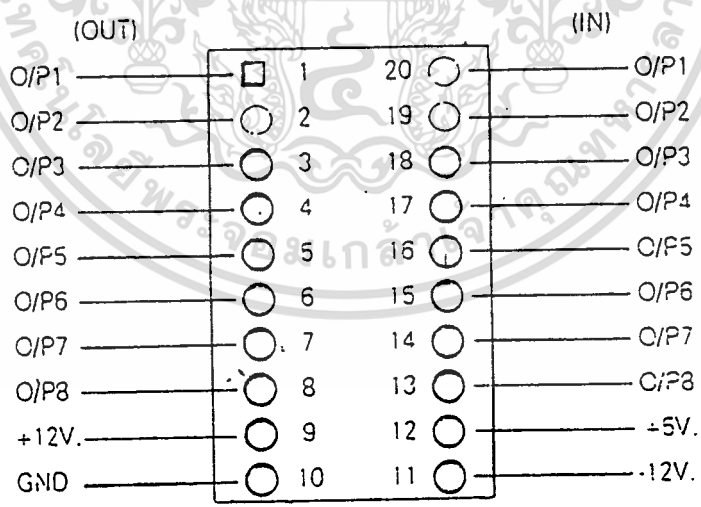 (OUT) (IN)
O/P1 1 20 O/P1
O/P2 2 19 O/P2
O/P3 3 18 O/P3
O/P4 4 17 O/P4
O/P5 5 16 O/P5
O/P6 6 15 O/P6
O/P7 7 14 O/P7
O/P8 8 13 O/P8
+12V. 9 12 +5V.
GND 10 11 -12V.